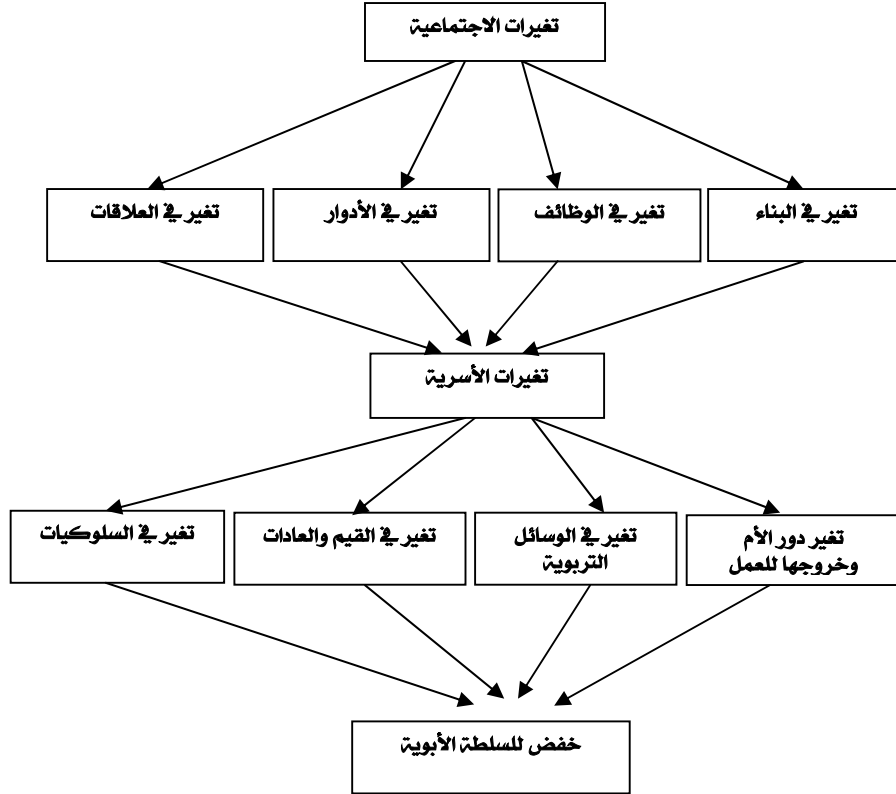 تغيرات الاجتماعية
تغير في البناء
تغير في الوظائف
تغير في الأدوار
تغير في العلاقات
تغيرات الأسرية
تغير دور الأم
وخروجها للعمل
تغير في الوسائل
التربوية
تغير في القيم والعادات
تغير في السلوكيات
خفض للسلطة الأبوية